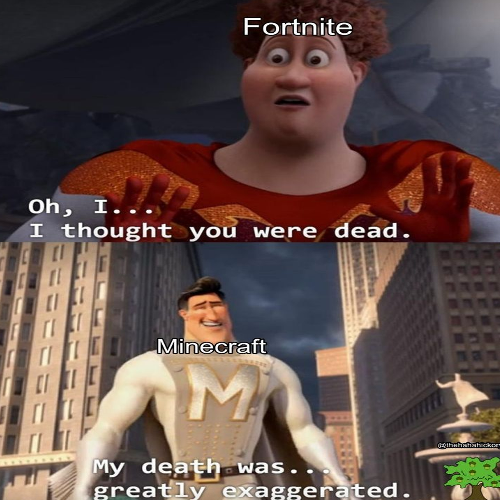 Fortnite
Oh, I...
I thought you were dead.
Minecraft
M
My death was...
greatly exaggerated.